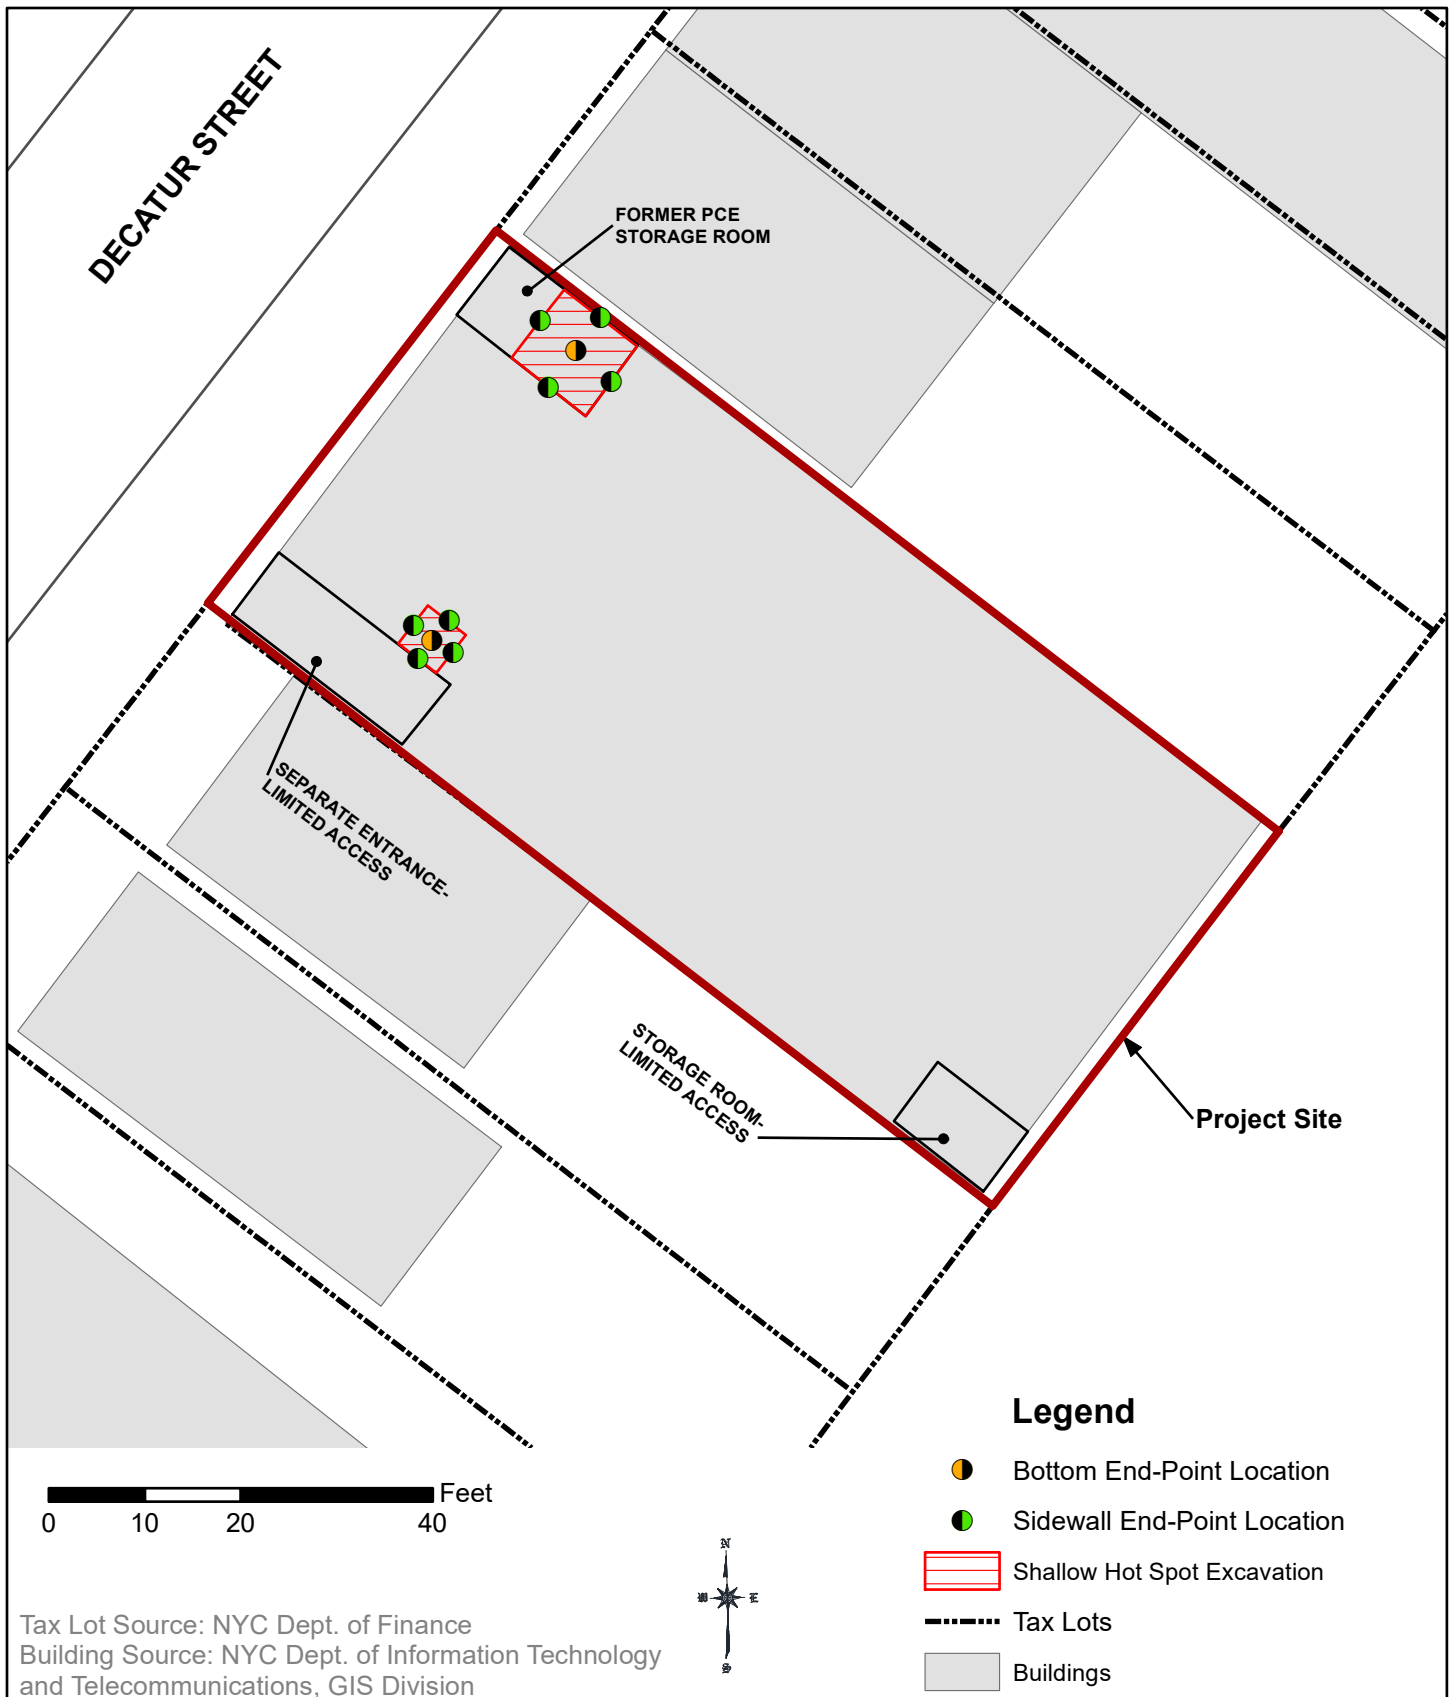 DECATUR STREET
FORMER PCE
STORAGE ROOM
SEPARATE ENTRANCE-
LIMITED ACCESS
STORAGE ROOM-
LIMITED ACCESS
Project Site
Legend
Bottom End-Point Location
Sidewall End-Point Location
Shallow Hot Spot Excavation
Tax Lots
Buildings
Feet
0 10 20 40
N
W E
S
Tax Lot Source: NYC Dept. of Finance
Building Source: NYC Dept. of Information Technology
and Telecommunications, GIS Division